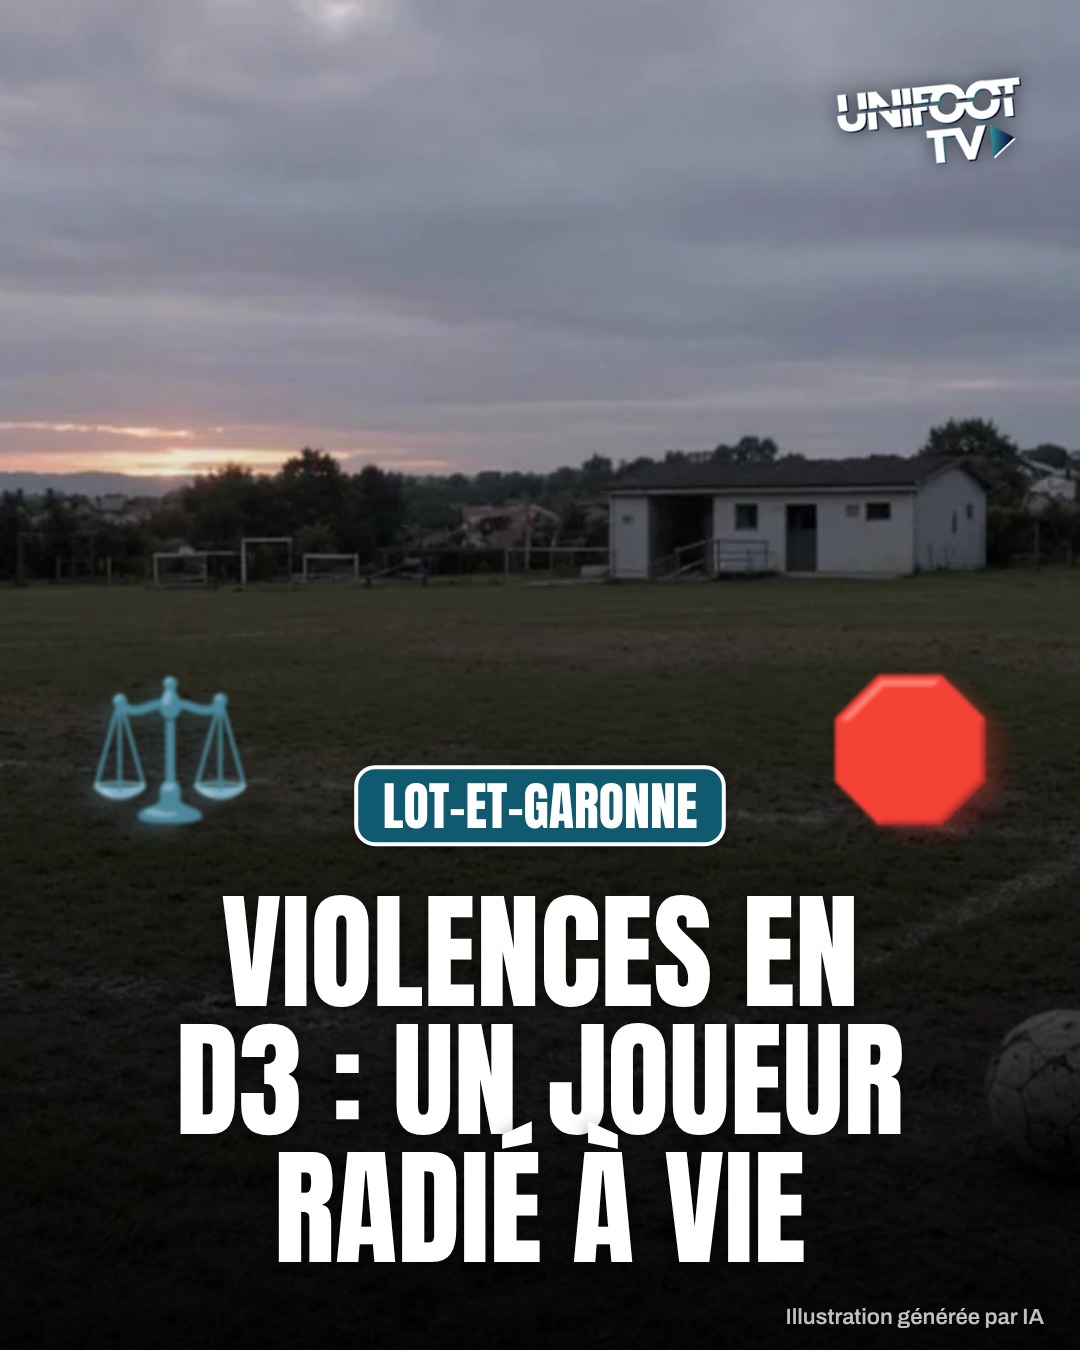 UNIFOOT
TV
LOT-ET-GARONNE
VIOLENCES EN
D3 : UN JOUEUR
RADIÉ À VIE
Illustration générée par IA